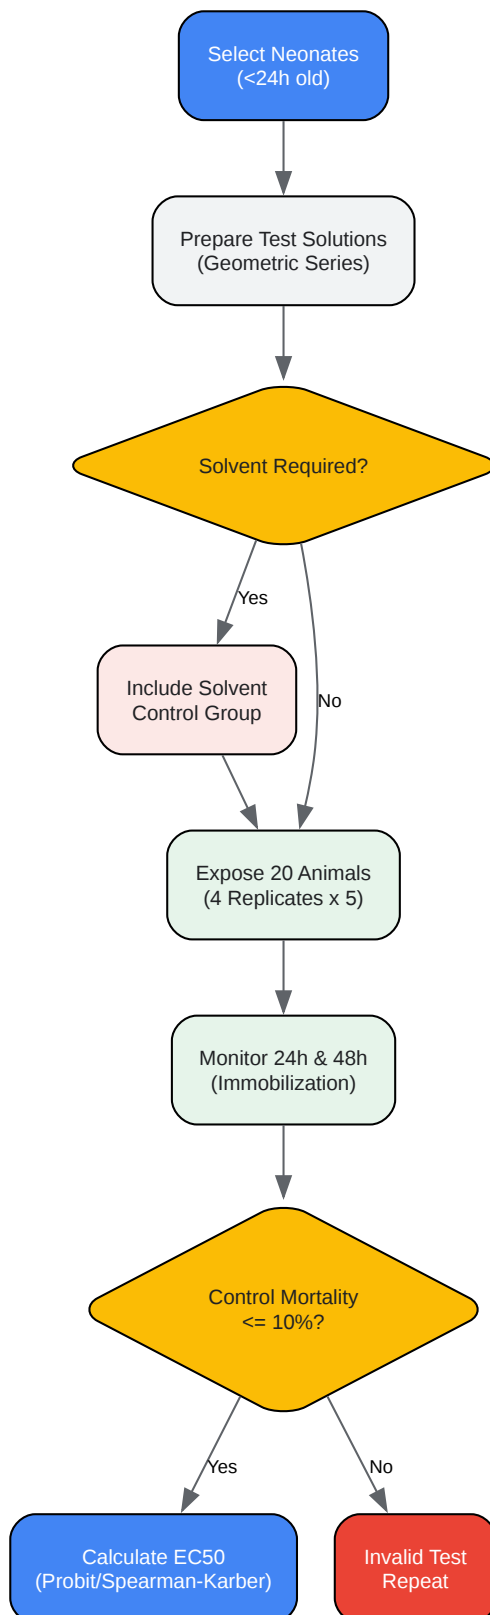 Select Neonates
(<24h old)
Prepare Test Solutions
(Geometric Series)
Solvent Required?
Yes
Include Solvent
Control Group
No
Expose 20 Animals
(4 Replicates x 5)
Monitor 24h & 48h
(Immobilization)
Control Mortality
<= 10%?
Yes
No
Calculate EC50
(Probit/Spearman-Karber)
Invalid Test
Repeat